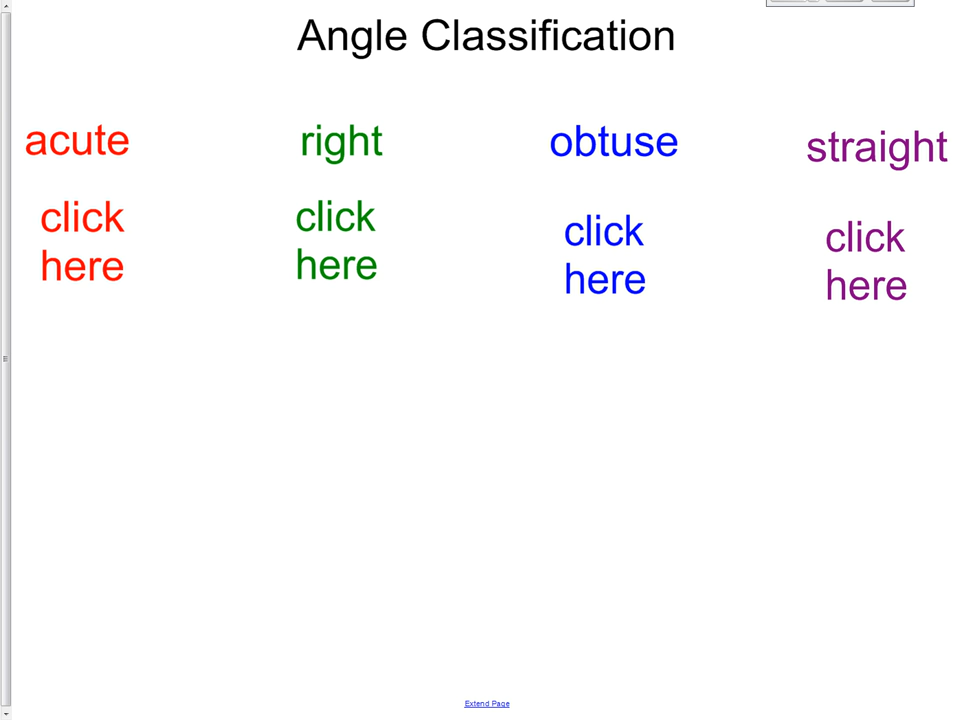 Angle Classification
acute
right
obtuse
straight
click
here
click
here
click
here
click
here
Extend Page